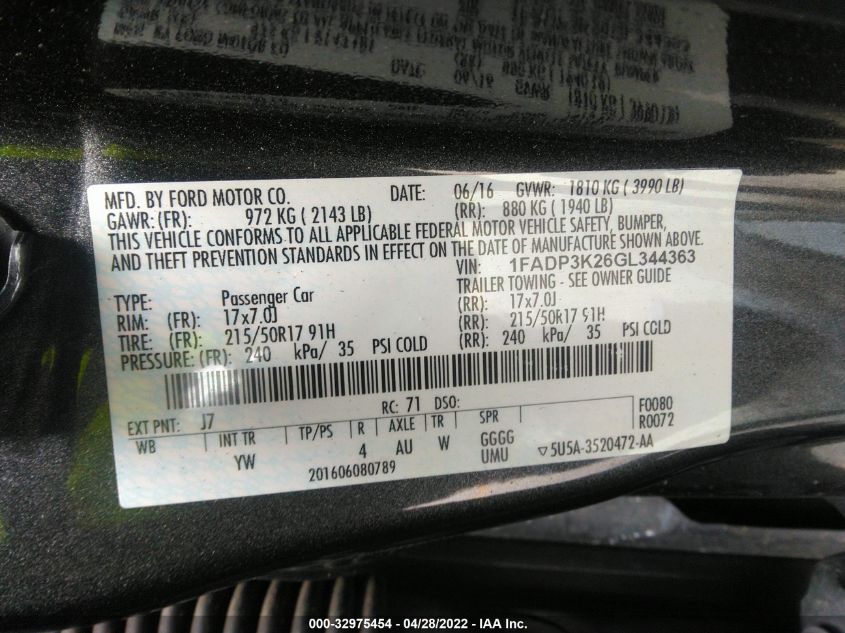 MFD. BY FORD MOTOR CO. DATE: 06/16 GVWR: 1810 KG ( 3990 LB)
GAWR: (FR): 972 KG ( 2143 LB) (RR): 880 KG ( 1940 LB)
THIS VEHICLE CONFORMS TO ALL APPLICABLE FEDERAL MOTOR VEHICLE SAFETY, BUMPER,
AND THEFT PREVENTION STANDARDS IN EFFECT ON THE DATE OF MANUFACTURE SHOWN ABOVE.
VIN: 1FADP3K26GL344363
TRAILER TOWING - SEE OWNER GUIDE
TYPE: Passenger Car
RIM: (FR): 17x7.0J (RR): 17x7.0J
TIRE: (FR): 215/50R17 91H (RR): 215/50R17 91H
PRESSURE: (FR): 240 kPa/ 35 PSI COLD (RR): 240 kPa/ 35 PSI COLD
EXT PNT: J7 RC: 71 DSO: F0080
WB INT TR TP/PS R AXLE TR SPR R0072
YW 4 AU W GGGG
UMU
201606080789 ▽5U5A-3520472-AA
000-32975454 / 04/28/2022 - IAA Inc.